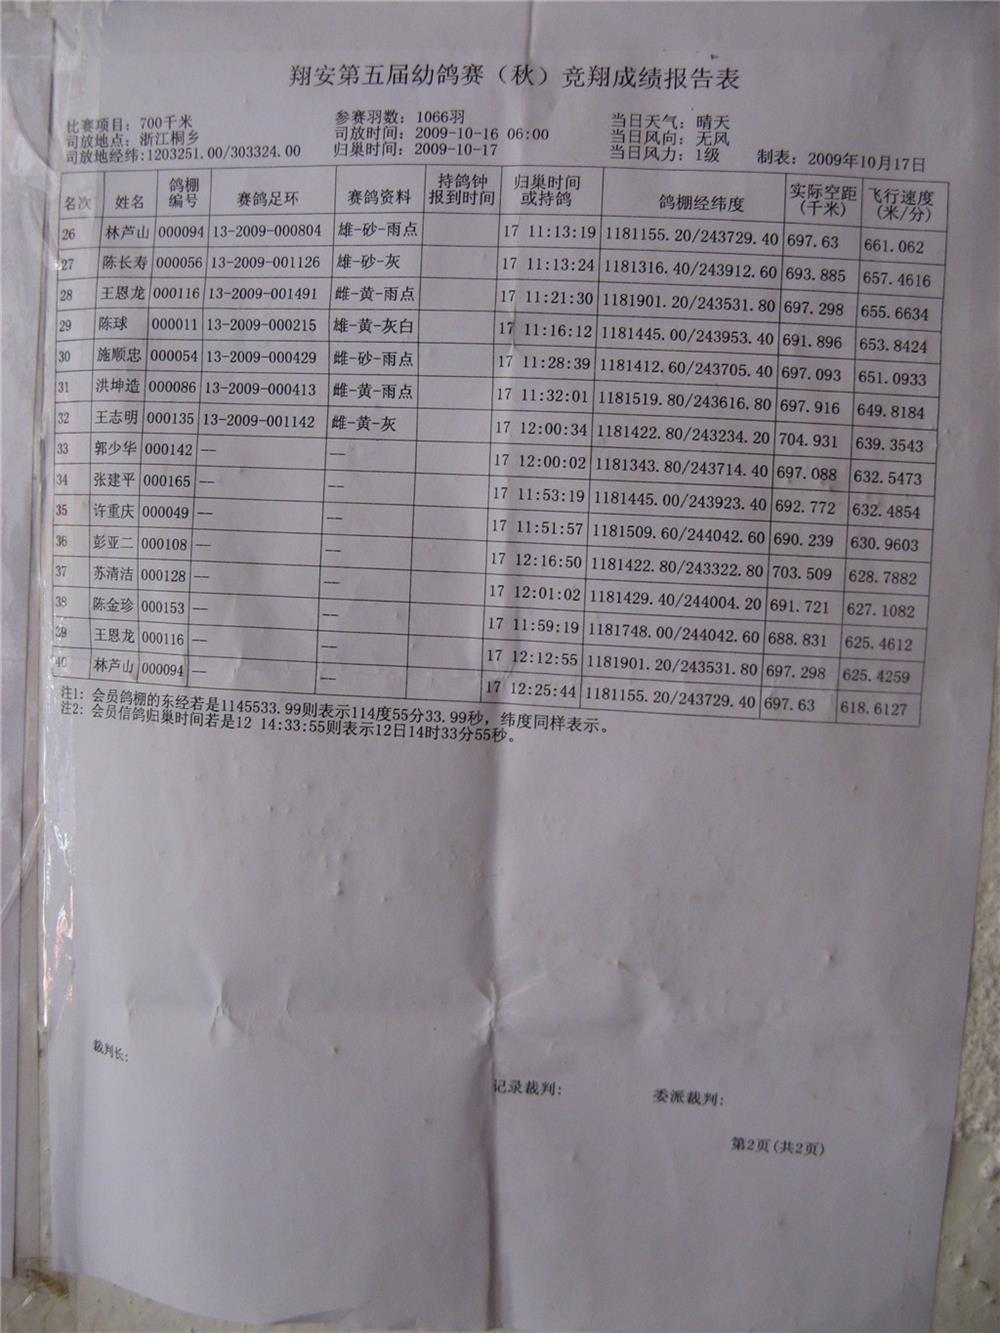 翔安第五届幼鸽赛（秋）竞翔成绩报告表
比赛项目: 700千米 参赛羽数: 1066羽 当日天气: 晴天
司放地点: 浙江桐乡 司放时间: 2009-10-16 06:00 当日风向: 无风
司放地经纬:1203251.00/303324.00 归巢时间: 2009-10-17 当日风力: 1级 制表: 2009年10月17日
名次 姓名 鸽棚编号 赛鸽足环 赛鸽资料 持鸽钟报到时间 归巢时间或持鸽 鸽棚经纬度 实际空距(千米) 飞行速度(米/分)
26 林芦山 000094 13-2009-000804 雄-砂-雨点 17 11:13:19 1181155.20/243729.40 697.63 661.062
27 陈长寿 000056 13-2009-001126 雄-砂-灰 17 11:13:24 1181316.40/243912.60 693.885 657.4616
28 王恩龙 000116 13-2009-001491 雌-黄-雨点 17 11:21:30 1181901.20/243531.80 697.298 655.6634
29 陈球 000011 13-2009-000215 雄-黄-灰白 17 11:16:12 1181445.00/243953.40 691.896 653.8424
30 施顺忠 000054 13-2009-000429 雌-砂-雨点 17 11:28:39 1181412.60/243705.40 697.093 651.0933
31 洪坤造 000086 13-2009-000413 雌-黄-雨点 17 11:32:01 1181519.80/243616.80 697.916 649.8184
32 王志明 000135 13-2009-001142 雌-黄-灰 17 12:00:34 1181422.80/243234.20 704.931 639.3543
33 郭少华 000142 -- -- 17 12:00:02 1181343.80/243714.40 697.088 632.5473
34 张建平 000165 -- -- 17 11:53:19 1181445.00/243923.40 692.772 632.4854
35 许重庆 000049 -- -- 17 11:51:57 1181509.60/244042.60 690.239 630.9603
36 彭亚二 000108 -- -- 17 12:16:50 1181422.80/243322.80 703.509 628.7882
37 苏清洁 000128 -- -- 17 12:01:02 1181429.40/244004.20 691.721 627.1082
38 陈金珍 000153 -- -- 17 11:59:19 1181748.00/244042.60 688.831 625.4612
39 王恩龙 000116 -- -- 17 12:12:55 1181901.20/243531.80 697.298 625.4259
40 林芦山 000094 -- -- 17 12:25:44 1181155.20/243729.40 697.63 618.6127
注1: 会员鸽棚的东经若是1145533.99则表示114度55分33.99秒，纬度同样表示。
注2: 会员信鸽归巢时间若是12 14:33:55则表示12日14时33分55秒。
裁判长:
记录裁判: 委派裁判:
第2页(共2页)